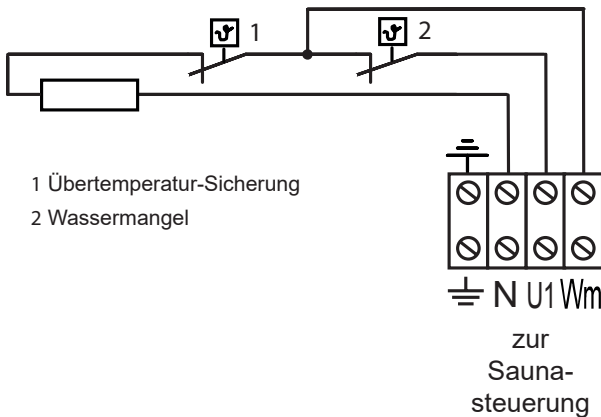 ϑ 1
ϑ 2
1 Übertemperatur-Sicherung
2 Wassermangel
N U1 Wm
zur
Sauna-
steuerung